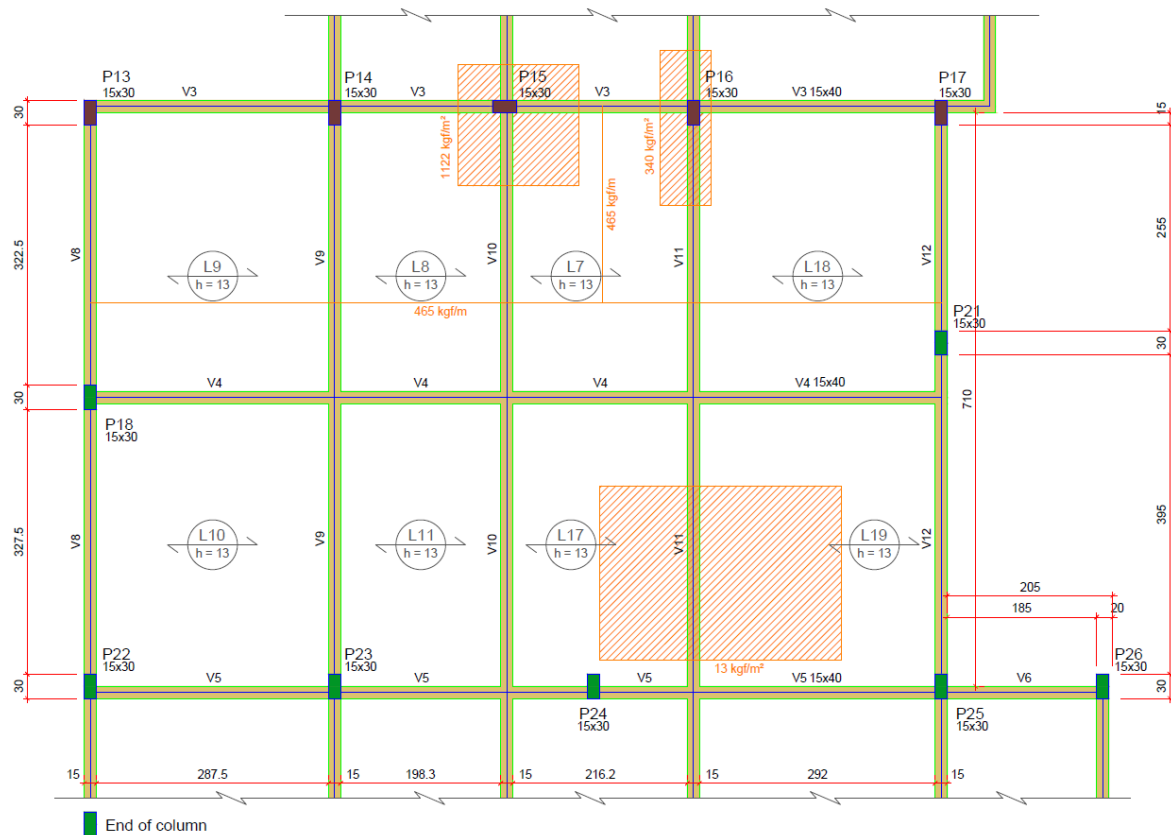 P13
15x30
V3
P14
15x30
V3
P15
15x30
V3
P16
15x30
V3 15x40
P17
15x30
30
15
1122 kgf/m²
340 kgf/m²
465 kgf/m
322.5
V8
L9
h = 13
V9
L8
h = 13
V10
L7
h = 13
V11
L18
h = 13
V12
255
465 kgf/m
P21
15x30
30
V4
V4
V4
V4 15x40
30
P18
15x30
710
327.5
V8
L10
h = 13
V9
L11
h = 13
V10
L17
h = 13
V11
L19
h = 13
V12
395
205
185
20
13 kgf/m²
P22
15x30
V5
P23
15x30
V5
V5
V5 15x40
V6
P26
15x30
30
30
P24
15x30
P25
15x30
15
287.5
15
198.3
15
216.2
15
292
15
End of column